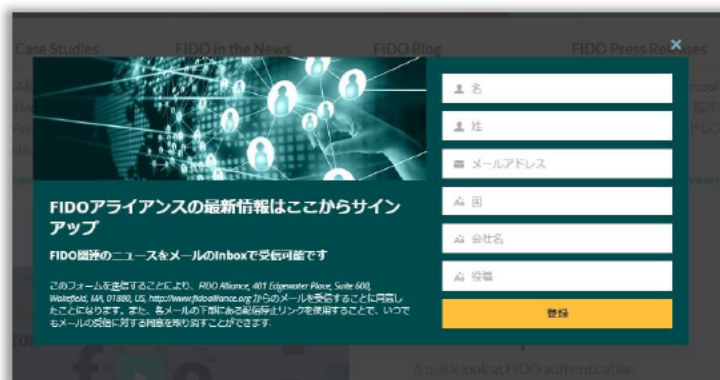 Case Studies
FIDO in the News
FIDO Blog
FIDO Press Releases
×
名
姓
メールアドレス
国
会社名
役職
登録
FIDOアライアンスの最新情報はここからサイン
アップ
FIDO関連のニュースをメールのInboxで受信可能です
このフォームを送信することにより、FIDO Alliance, 401 Edgewater Place, Suite 600,
Wakefield, MA, 01880, US, http://www.fidoalliance.org からのメールを受信することに同意し
たことになります。また、各メールの下部にある配信停止リンクを使用することで、いつで
もメールの受信に対する同意を取り消すことができます
A quick look at FIDO authentication